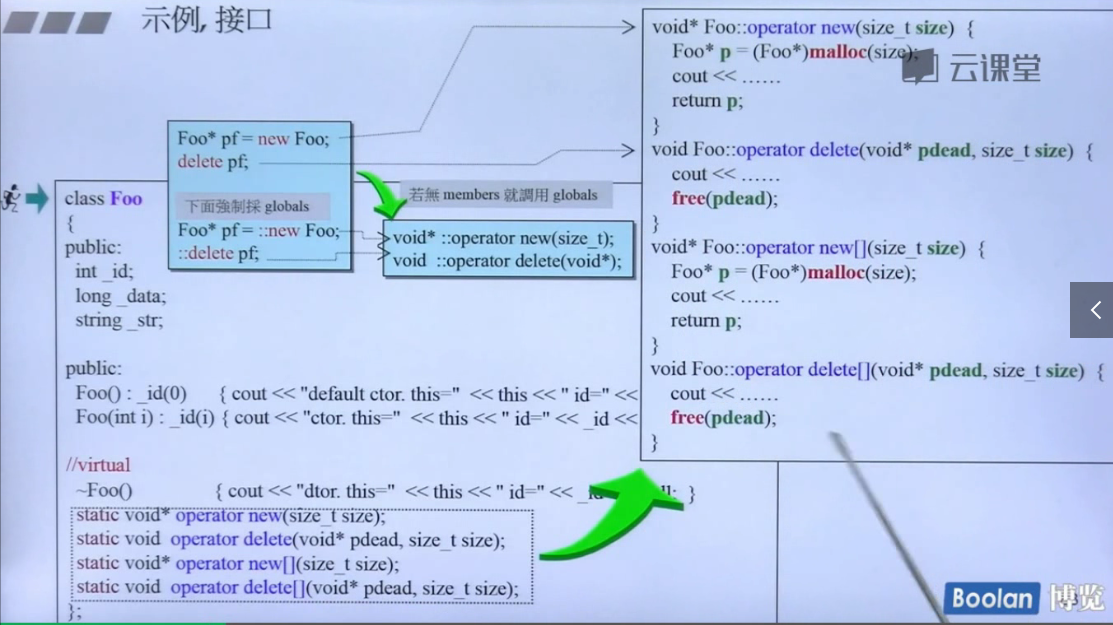 示例, 接口
云课堂
Foo* pf = new Foo;
delete pf;
下面強制採 globals
Foo* pf = ::new Foo;
::delete pf;
若無 members 就調用 globals
void* ::operator new(size_t);
void ::operator delete(void*);
void* Foo::operator new(size_t size) {
Foo* p = (Foo*)malloc(size);
cout << ……
return p;
}
void Foo::operator delete(void* pdead, size_t size) {
cout << ……
free(pdead);
}
void* Foo::operator new[](size_t size) {
Foo* p = (Foo*)malloc(size);
cout << ……
return p;
}
void Foo::operator delete[](void* pdead, size_t size) {
cout << ……
free(pdead);
}
class Foo
{
public:
int _id;
long _data;
string _str;
public:
Foo() : _id(0) { cout << "default ctor. this=" << this << " id=" <<
Foo(int i) : _id(i) { cout << "ctor. this=" << this << " id=" << _id <<
//virtual
~Foo() { cout << "dtor. this=" << this << " id=" << }
static void* operator new(size_t size);
static void operator delete(void* pdead, size_t size);
static void* operator new[](size_t size);
static void operator delete[](void* pdead, size_t size);
};
Boolan 博览